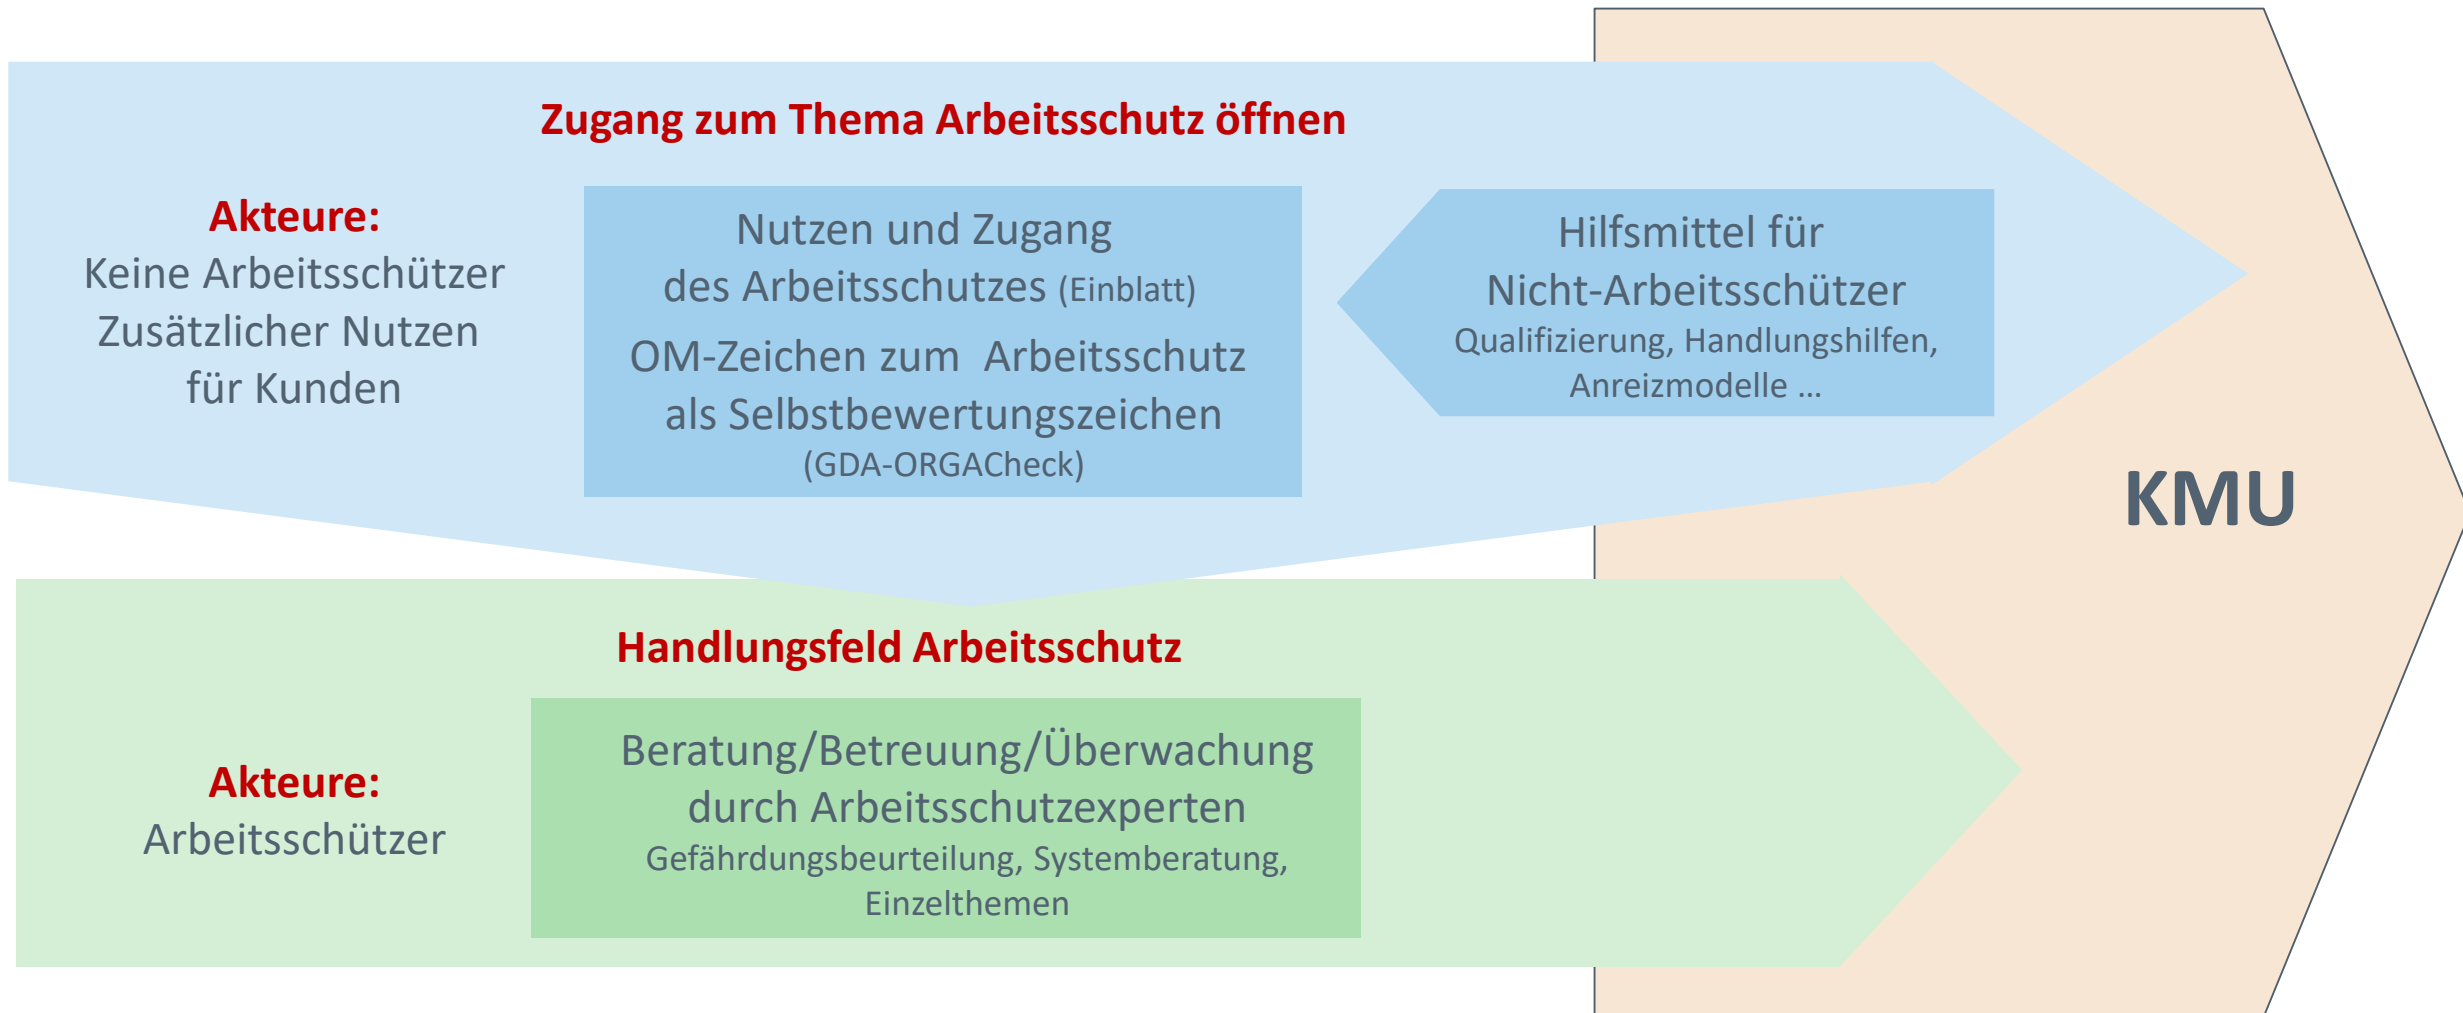 Zugang zum Thema Arbeitsschutz öffnen
Akteure:
Keine Arbeitsschützer
Zusätzlicher Nutzen
für Kunden
Nutzen und Zugang
des Arbeitsschutzes (Einblatt)
OM-Zeichen zum Arbeitsschutz
als Selbstbewertungszeichen
(GDA-ORGACheck)
Hilfsmittel für
Nicht-Arbeitsschützer
Qualifizierung, Handlungshilfen,
Anreizmodelle ...
KMU
Handlungsfeld Arbeitsschutz
Akteure:
Arbeitsschützer
Beratung/Betreuung/Überwachung
durch Arbeitsschutzexperten
Gefährdungsbeurteilung, Systemberatung,
Einzelthemen